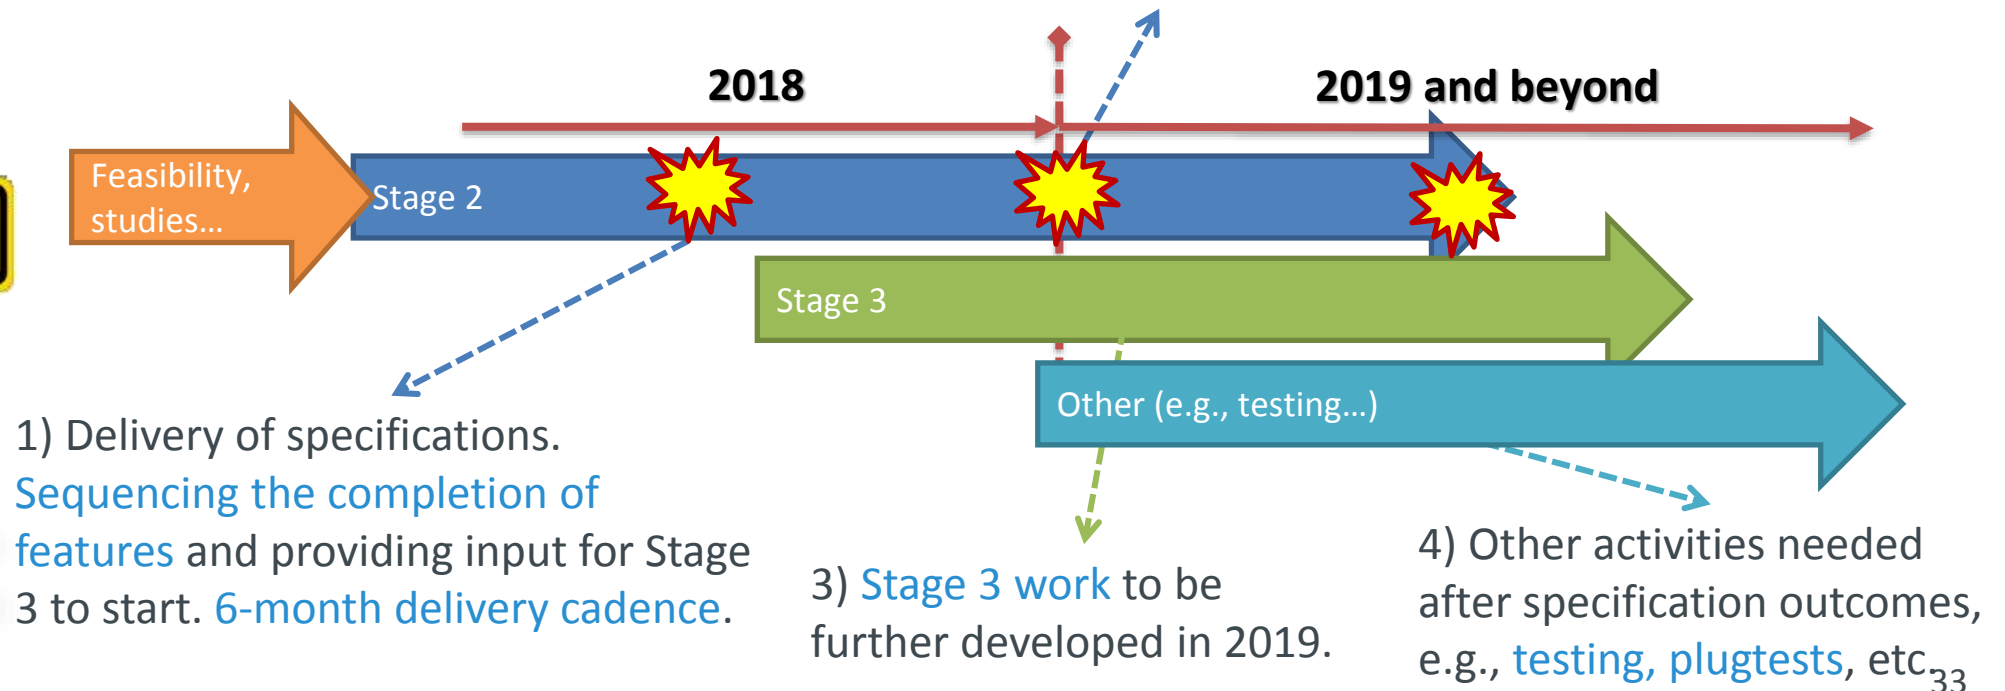 2018
2019 and beyond
Feasibility,
studies...
Stage 2
Stage 3
Other (e.g., testing...)
1) Delivery of specifications.
Sequencing the completion of
features and providing input for Stage
3 to start. 6-month delivery cadence.
3) Stage 3 work to be
further developed in 2019.
4) Other activities needed
after specification outcomes,
e.g., testing, plugtests, etc.
33